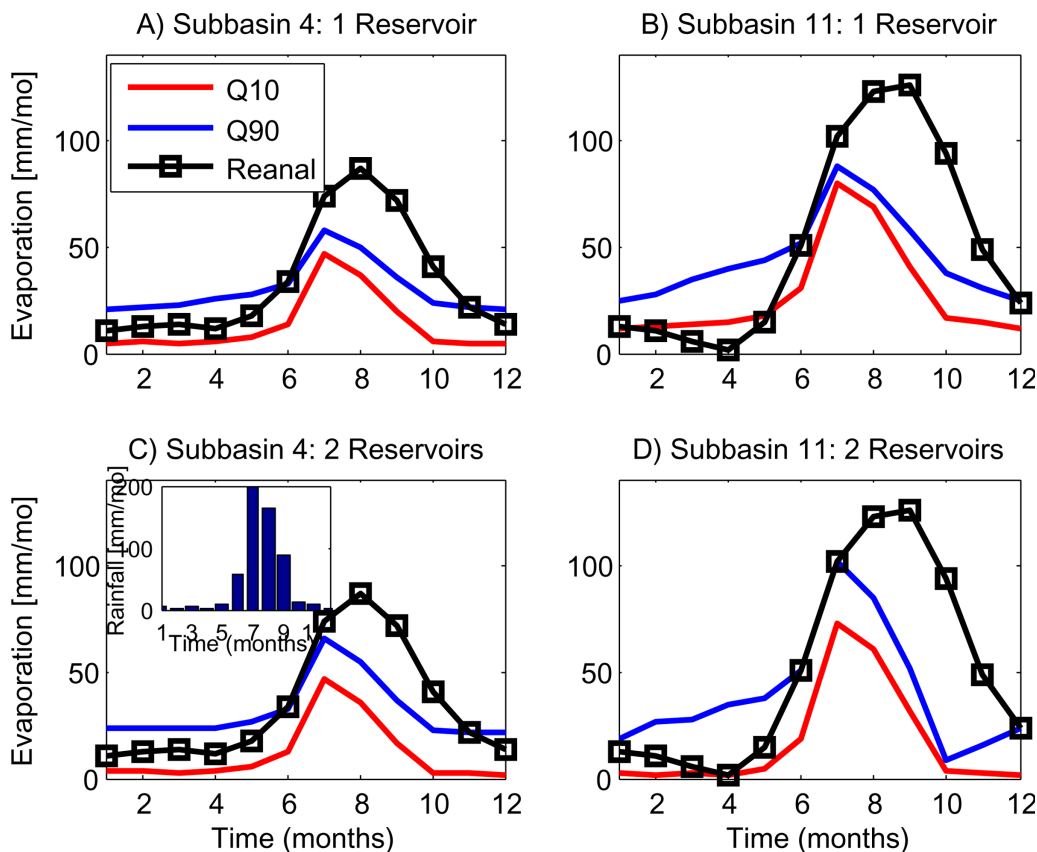 A) Subbasin 4: 1 Reservoir
B) Subbasin 11: 1 Reservoir
Evaporation [mm/mo]
Q10
Q90
Reanal
100
50
0
2 4 6 8 10 12
100
50
0
2 4 6 8 10 12
C) Subbasin 4: 2 Reservoirs
D) Subbasin 11: 2 Reservoirs
Evaporation [mm/mo]
Rainfall [mm/mo]
200
100
0
1 3 5 7 9 1
Time (months)
100
50
0
2 4 6 8 10 12
Time (months)
100
50
0
2 4 6 8 10 12
Time (months)